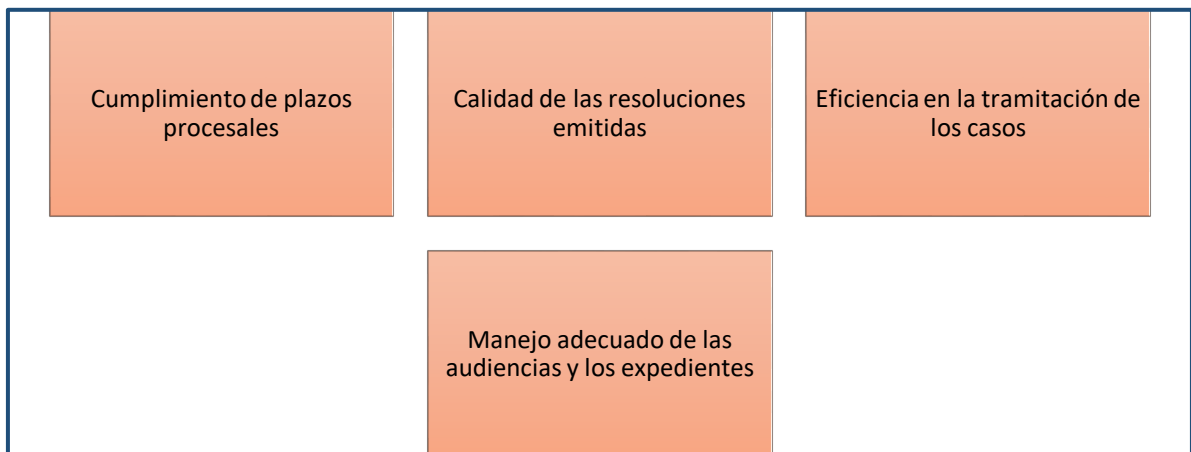 Cumplimiento de plazos
procesales
Calidad de las resoluciones
emitidas
Eficiencia en la tramitación de
los casos
Manejo adecuado de las
audiencias y los expedientes